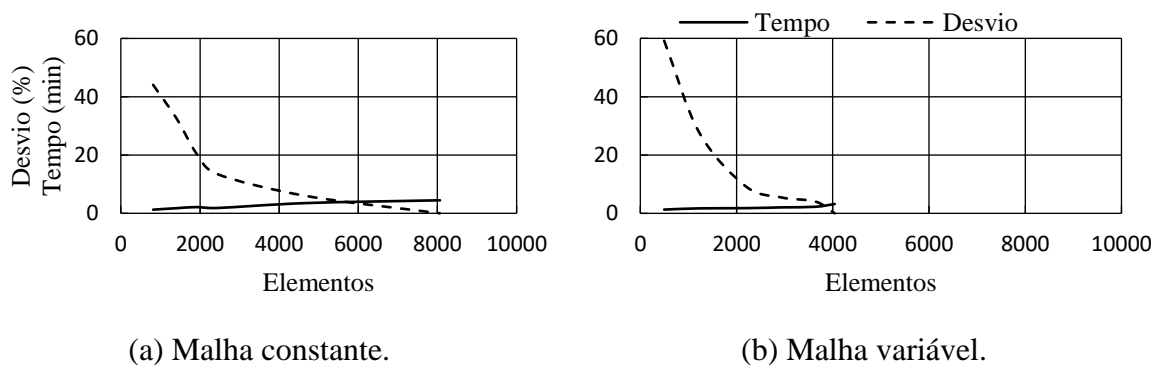 Tempo Desvio
Desvio (%)
Tempo (min)
60
40
20
0
0 2000 4000 6000 8000 10000
Elementos
(a) Malha constante.
60
40
20
0
0 2000 4000 6000 8000 10000
Elementos
(b) Malha variável.